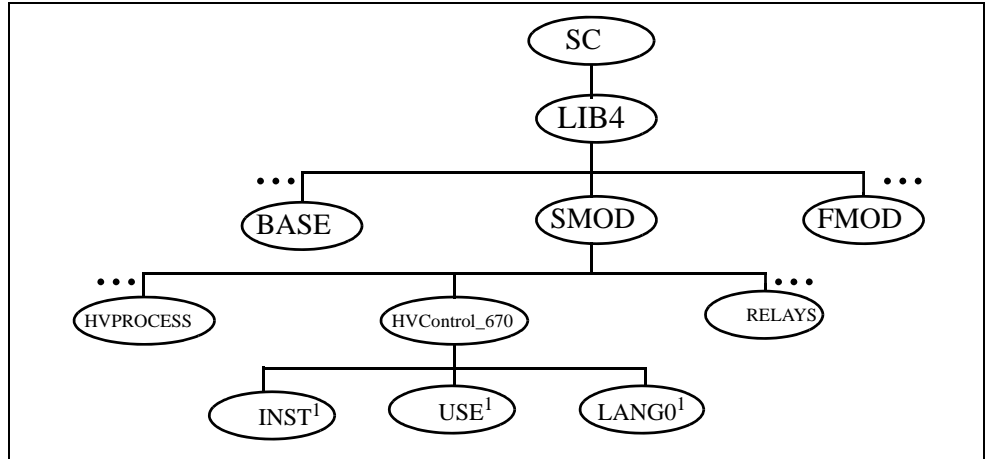 SC
LIB4
... ...
BASE SMOD FMOD
... ...
HVPROCESS HVControl_670 RELAYS
INST1 USE1 LANG01